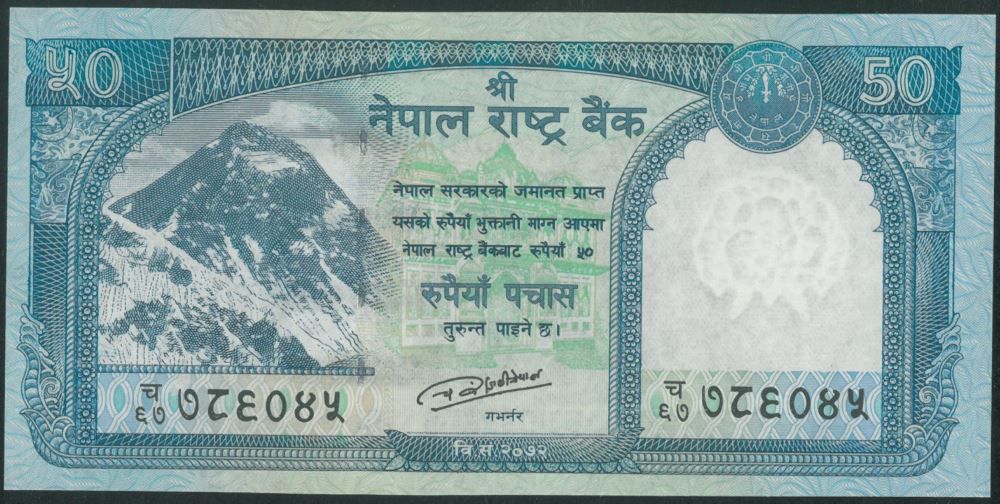 ५०
श्री
50
नेपाल राष्ट्र बैंक
नेपाल सरकारको जमानत प्राप्त
यसको रुपैयाँ भुक्तानी माग्न आएमा
नेपाल राष्ट्र बैंकबाट रुपैयाँ ५०
रुपैयाँ पचास
तुरुन्त पाइने छ।
च
६७ ७८६०४५
गभर्नर
च
६७ ७८६०४५
वि.सं.२०७२